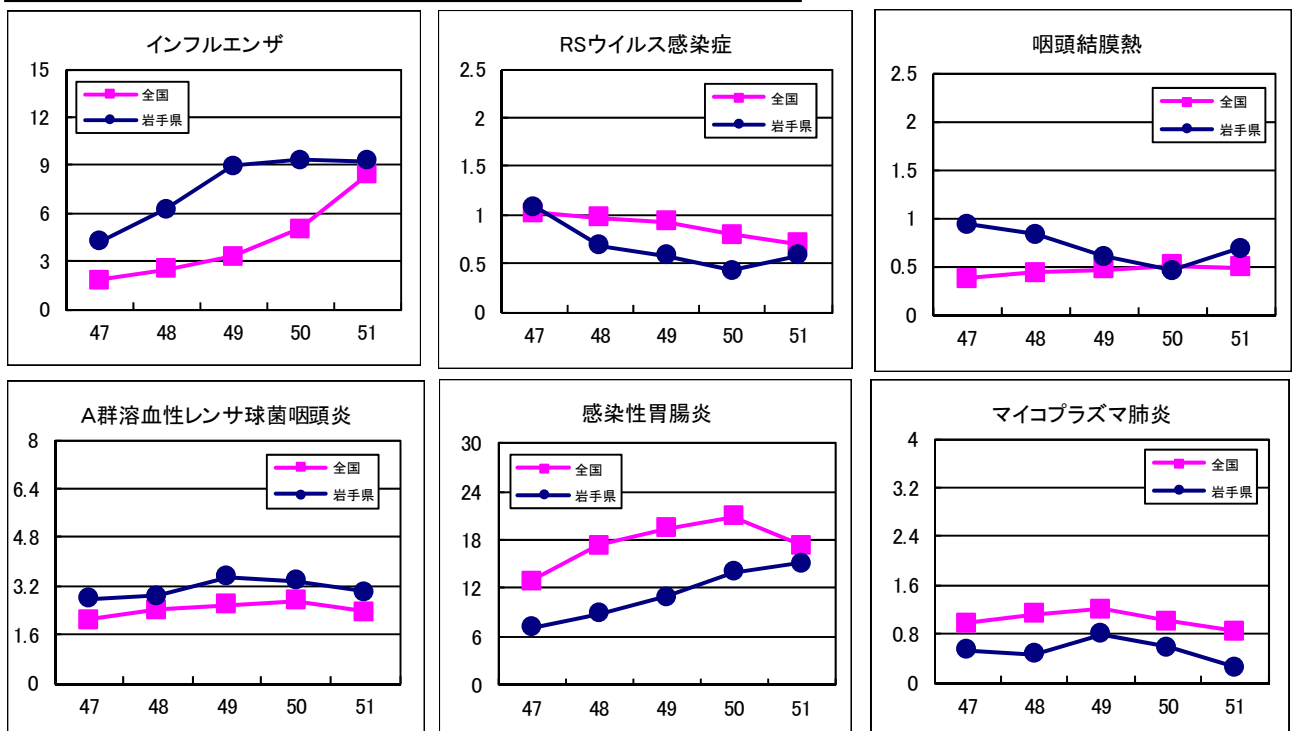 インフルエンザ
15
12
9
6
3
0
全国
岩手県
47 48 49 50 51
RSウイルス感染症
2.5
2
1.5
1
0.5
0
全国
岩手県
47 48 49 50 51
咽頭結膜熱
2.5
2
1.5
1
0.5
0
全国
岩手県
47 48 49 50 51
A群溶血性レンサ球菌咽頭炎
8
6.4
4.8
3.2
1.6
0
全国
岩手県
47 48 49 50 51
感染性胃腸炎
30
24
18
12
6
0
全国
岩手県
47 48 49 50 51
マイコプラズマ肺炎
4
3.2
2.4
1.6
0.8
0
全国
岩手県
47 48 49 50 51